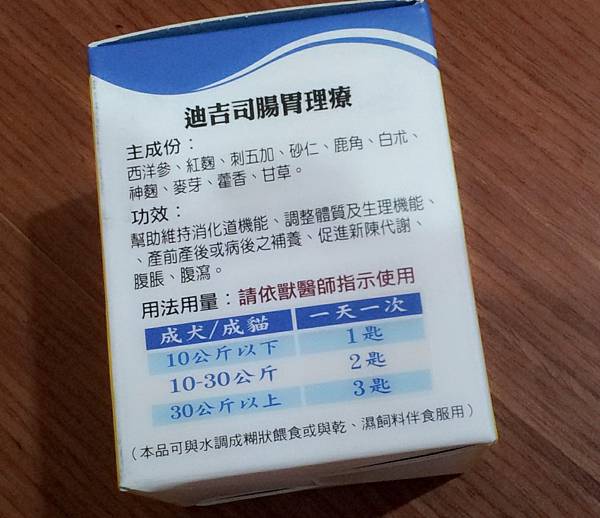 迪吉司腸胃理療
主成份：
西洋參、紅麴、刺五加、砂仁、鹿角、白朮、
神麴、麥芽、藿香、甘草。
功效：
幫助維持消化道機能、調整體質及生理機能、
、產前產後或病後之補養、促進新陳代謝、
腹脹、腹瀉。
用法用量：請依獸醫師指示使用
成犬/成貓 一天一次
10公斤以下 1匙
10-30公斤 2匙
30公斤以上 3匙
（本品可與水調成糊狀餵食或與乾、濕飼料伴食服用）